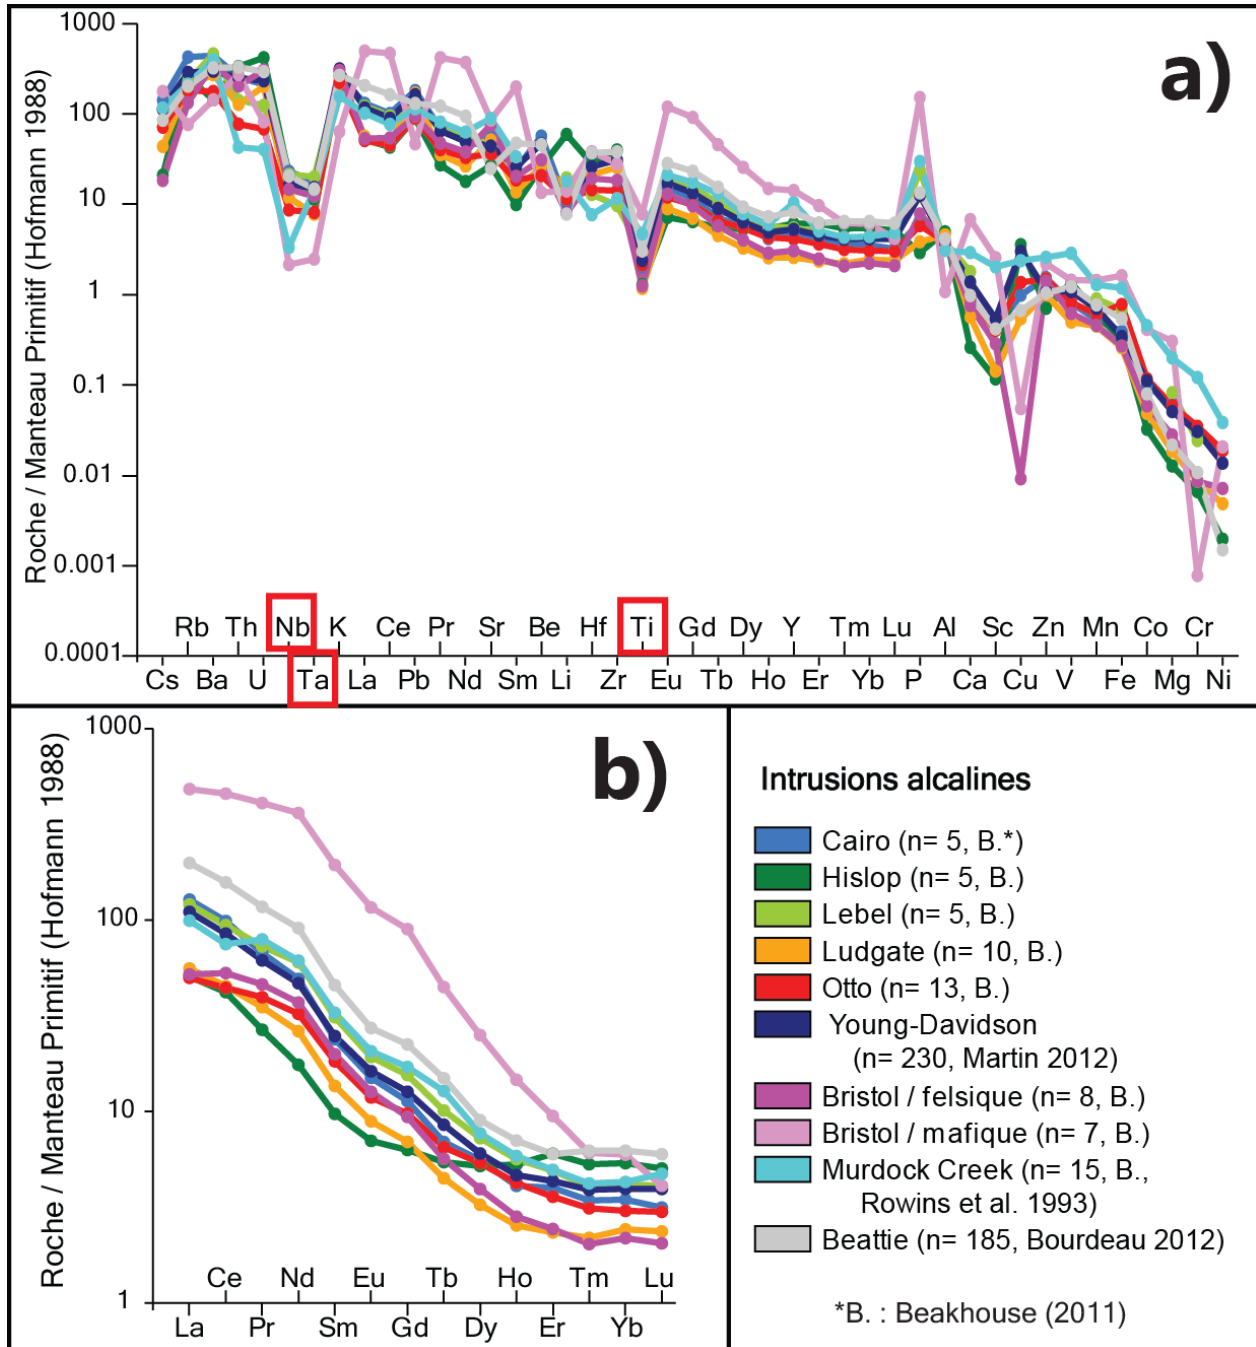 a)
Roche / Manteau Primitif (Hofmann 1988)
1000
100
10
1
0.1
0.01
0.001
0.0001
Rb Th Nb K Ce Pr Sr Be Hf Ti Gd Dy Y Tm Lu Al Sc Zn Mn Co Cr
Cs Ba U Ta La Pb Nd Sm Li Zr Eu Tb Ho Er Yb P Ca Cu V Fe Mg Ni
b)
Roche / Manteau Primitif (Hofmann 1988)
1000
100
10
1
Ce Nd Eu Tb Ho Tm Lu
La Pr Sm Gd Dy Er Yb
Intrusions alcalines
Cairo (n= 5, B.*)
Hislop (n= 5, B.)
Lebel (n= 5, B.)
Ludgate (n= 10, B.)
Otto (n= 13, B.)
Young-Davidson
(n= 230, Martin 2012)
Bristol / felsique (n= 8, B.)
Bristol / mafique (n= 7, B.)
Murdock Creek (n= 15, B.,
Rowins et al. 1993)
Beattie (n= 185, Bourdeau 2012)
*B. : Beakhouse (2011)